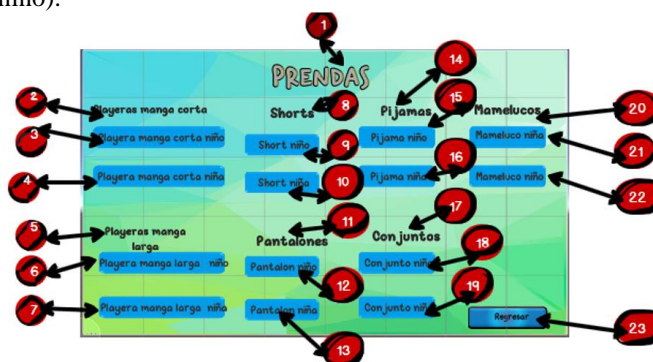 niño).
1
PRENDAS
14
2
Playeras manga corta
8
Shorts
Pijamas
15
Mamelucos
20
3
Playera manga corta niño
9
Short niño
Pijama niño
Mameluco niña
21
4
Playera manga corta niña
10
Short niña
16
Pijama niña
Mameluco niño
22
5
Playeras manga
larga
11
Pantalones
17
Conjuntos
6
Playera manga larga niño
12
Pantalon niño
18
Conjunto
7
Playera manga larga niña
13
Pantalon niña
19
Conjunto
Regresar
23